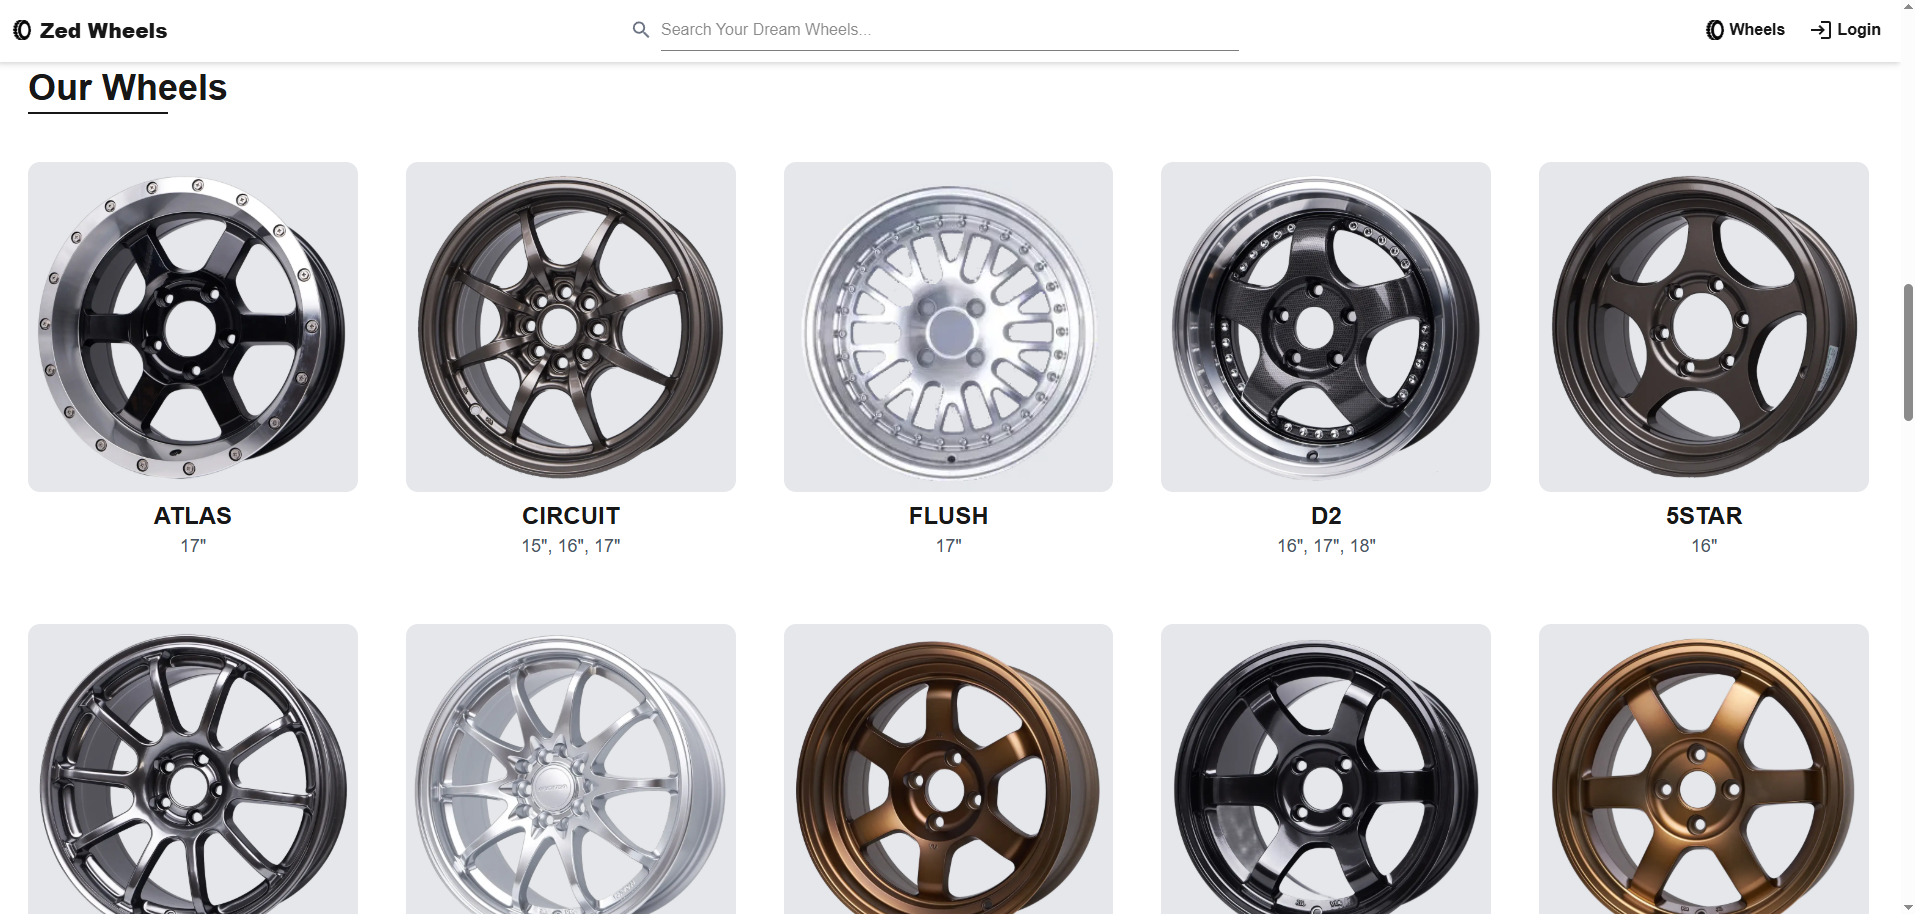 Zed Wheels
Search Your Dream Wheels...
Wheels
Login
Our Wheels
ATLAS
17"
CIRCUIT
15", 16", 17"
FLUSH
17"
D2
16", 17", 18"
5STAR
16"